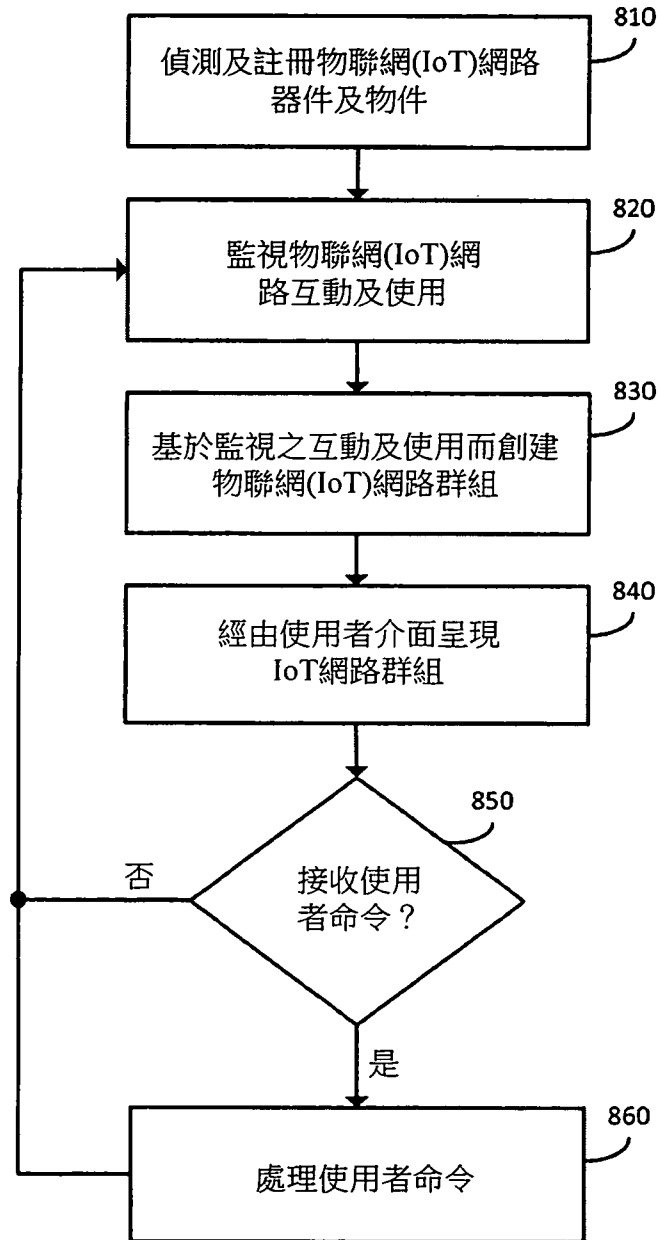 810
偵測及註冊物聯網(IoT)網路
器件及物件
820
監視物聯網(IoT)網
路互動及使用
830
基於監視之互動及使用而創建
物聯網(IoT)網路群組
840
經由使用者介面呈現
IoT網路群組
850
接收使用
者命令？
否
是
860
處理使用者命令